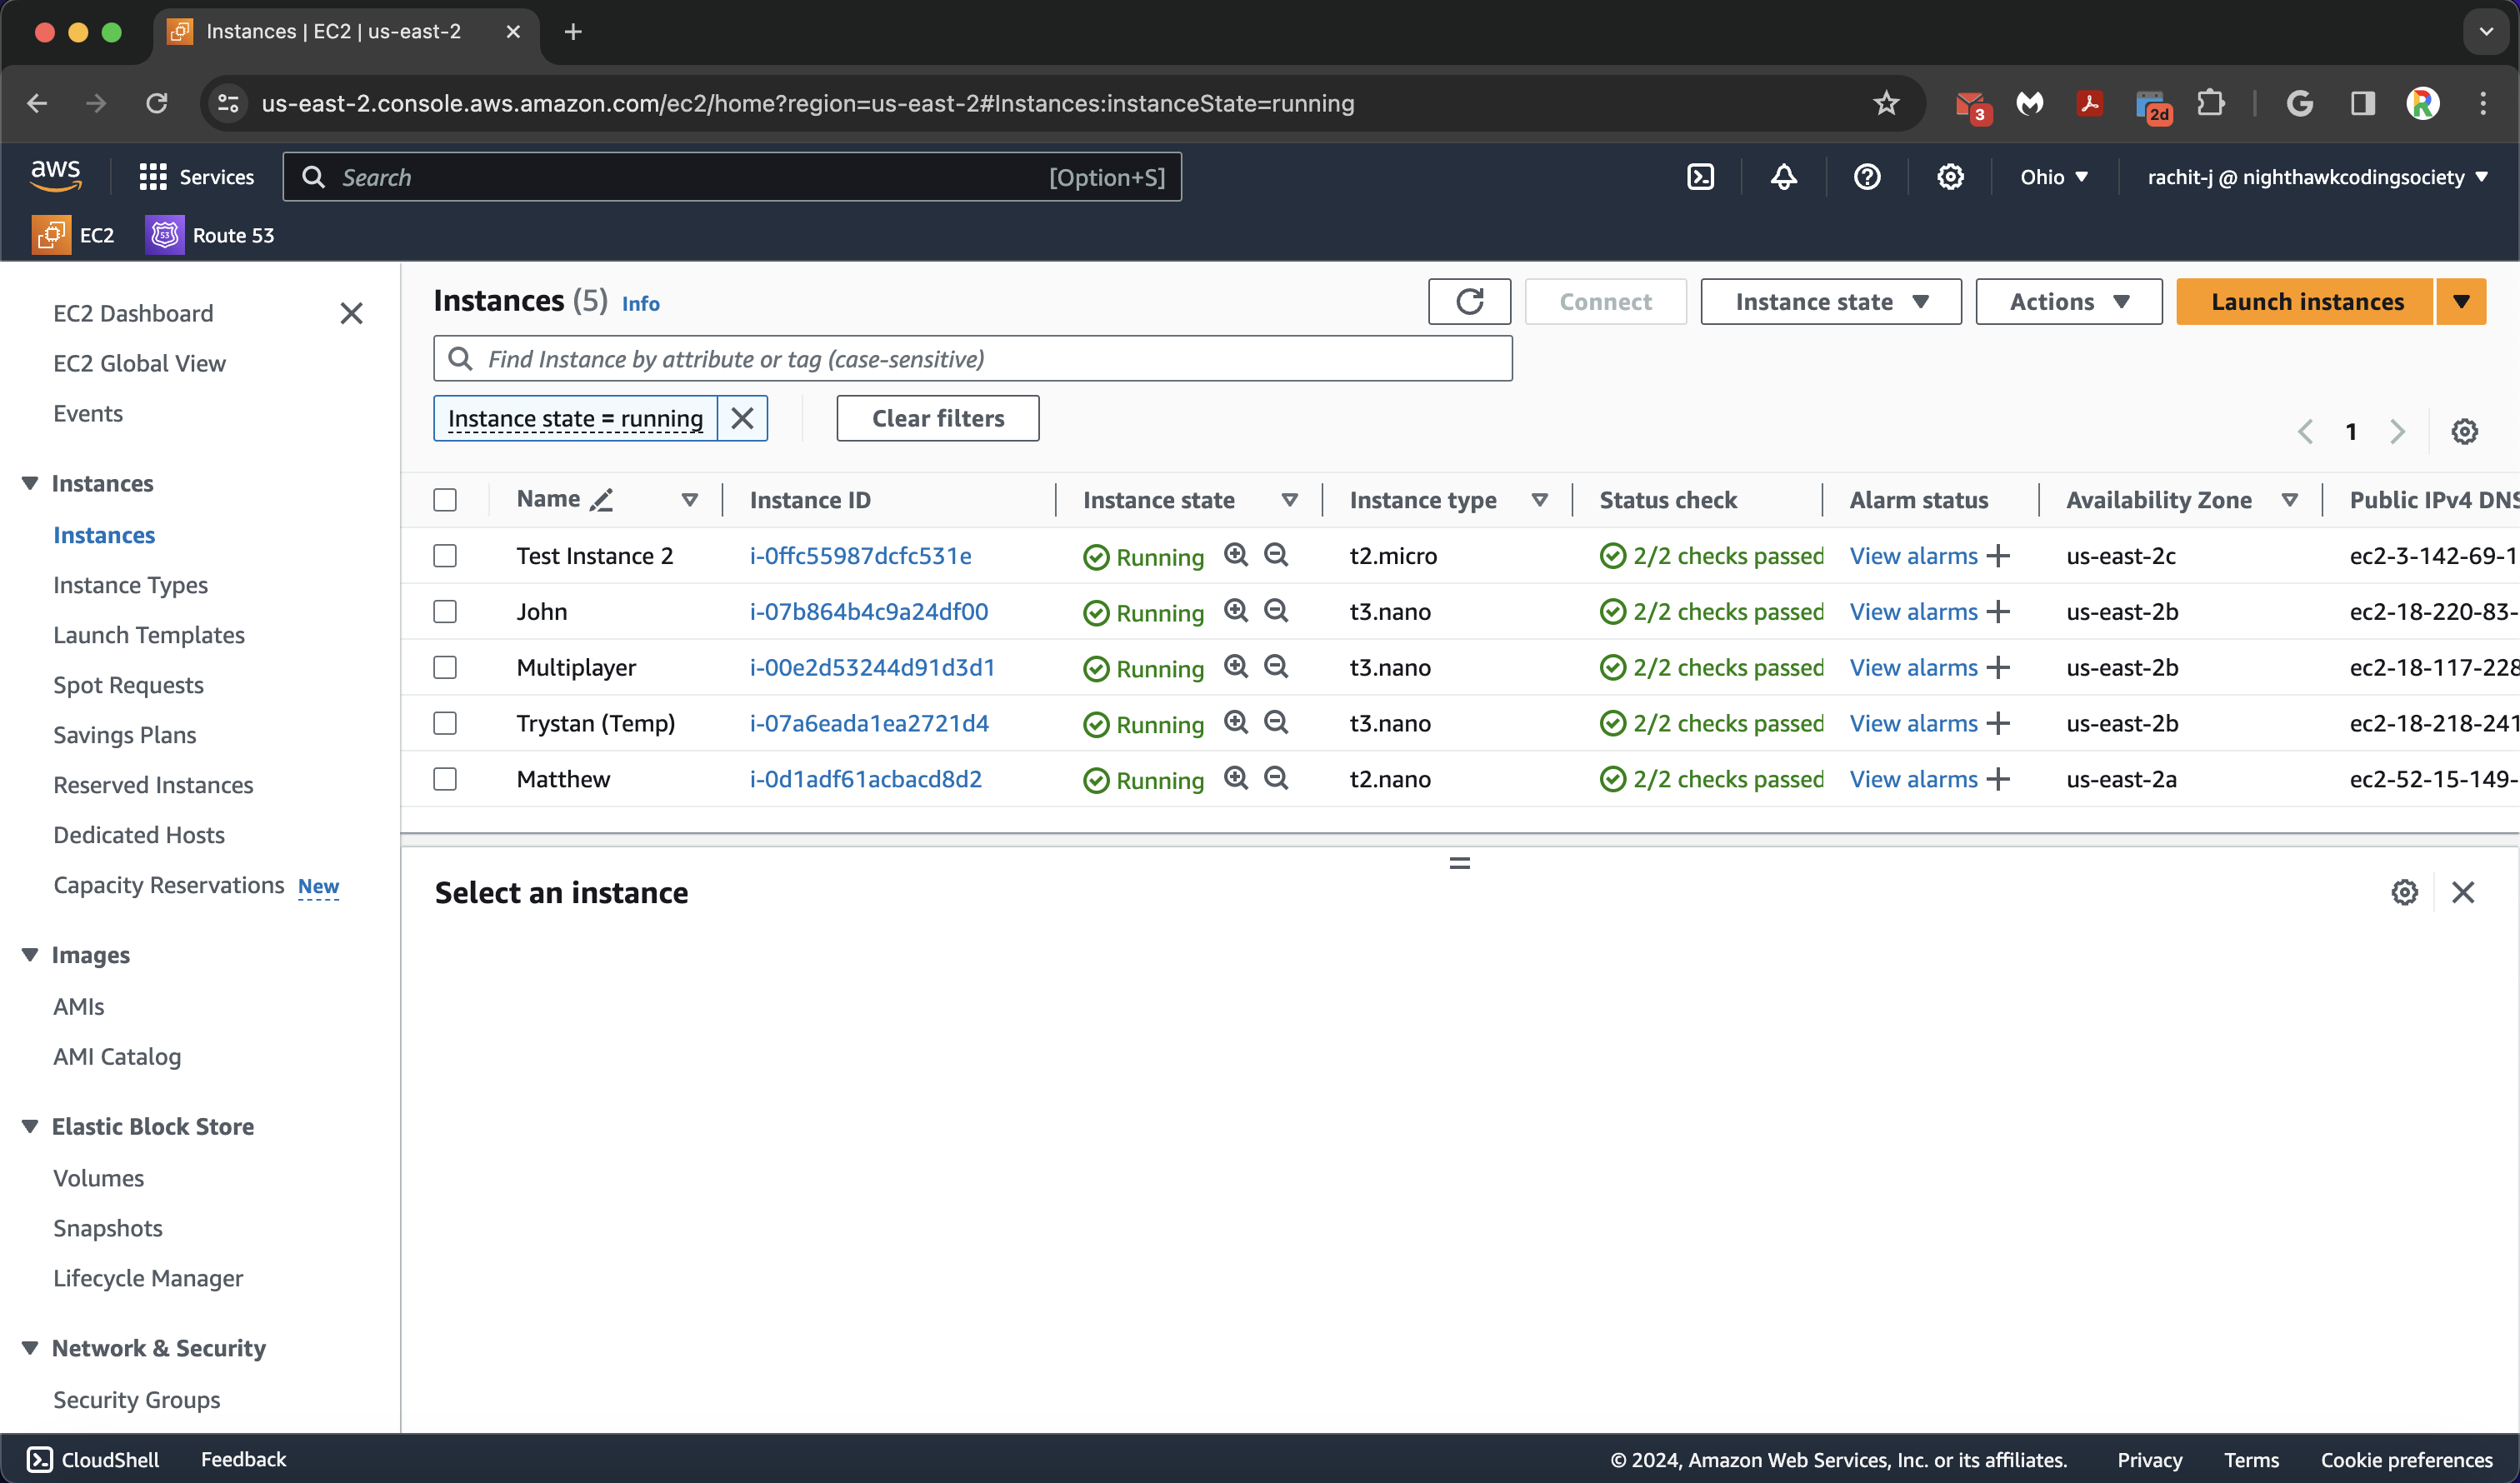 Instances | EC2 | us-east-2
us-east-2.console.aws.amazon.com/ec2/home?region=us-east-2#Instances:instanceState=running
3
2d
G
R
aws
Services
Search
[Option+S]
Ohio
rachit-j @ nighthawkcodingsociety
EC2
53
Route 53
EC2 Dashboard
EC2 Global View
Events
Instances
Instances
Instance Types
Launch Templates
Spot Requests
Savings Plans
Reserved Instances
Dedicated Hosts
Capacity Reservations New
Images
AMIs
AMI Catalog
Elastic Block Store
Volumes
Snapshots
Lifecycle Manager
Network & Security
Security Groups
Instances (5) Info
Connect
Instance state
Actions
Launch instances
Find Instance by attribute or tag (case-sensitive)
Instance state = running
Clear filters
1
Name Instance ID Instance state Instance type Status check Alarm status Availability Zone Public IPv4 DNS
Test Instance 2 i-0ffc55987dcfc531e Running t2.micro 2/2 checks passed View alarms us-east-2c ec2-3-142-69-1
John i-07b864b4c9a24df00 Running t3.nano 2/2 checks passed View alarms us-east-2b ec2-18-220-83-
Multiplayer i-00e2d53244d91d3d1 Running t3.nano 2/2 checks passed View alarms us-east-2b ec2-18-117-228
Trystan (Temp) i-07a6eada1ea2721d4 Running t3.nano 2/2 checks passed View alarms us-east-2b ec2-18-218-241
Matthew i-0d1adf61acbacd8d2 Running t2.nano 2/2 checks passed View alarms us-east-2a ec2-52-15-149-
Select an instance
CloudShell
Feedback
© 2024, Amazon Web Services, Inc. or its affiliates.
Privacy
Terms
Cookie preferences